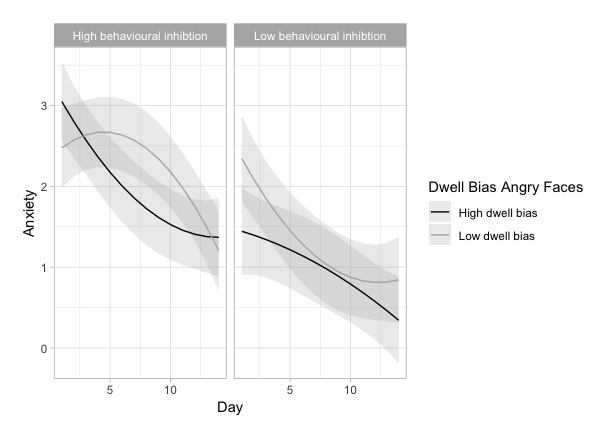 High behavioural inhibtion
Low behavioural inhibtion
3
2
1
0
Anxiety
5
10
5
10
Day
Dwell Bias Angry Faces
High dwell bias
Low dwell bias